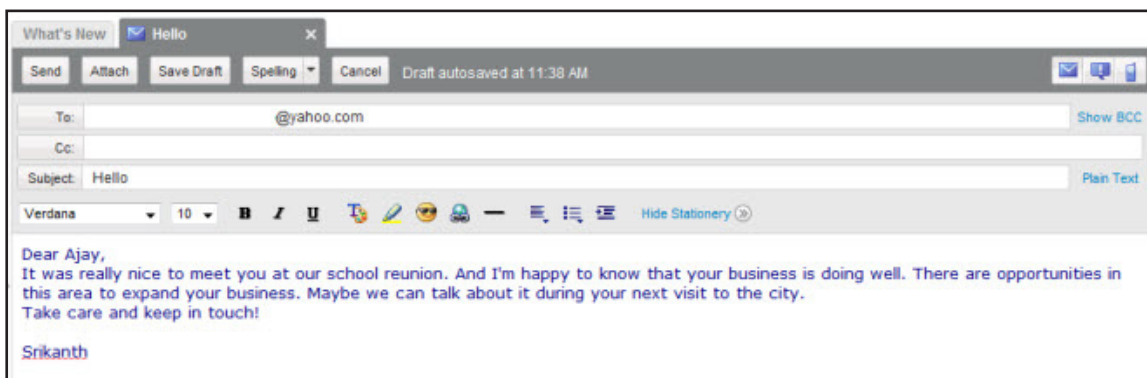 What's New Hello ×
Send Attach Save Draft Spelling Cancel Draft autosaved at 11:38 AM
To: @yahoo.com Show BCC
Cc:
Subject: Hello Plain Text
Verdana 10 B I U T Hide Stationery
Dear Ajay,
It was really nice to meet you at our school reunion. And I'm happy to know that your business is doing well. There are opportunities in
this area to expand your business. Maybe we can talk about it during your next visit to the city.
Take care and keep in touch!
Srikanth